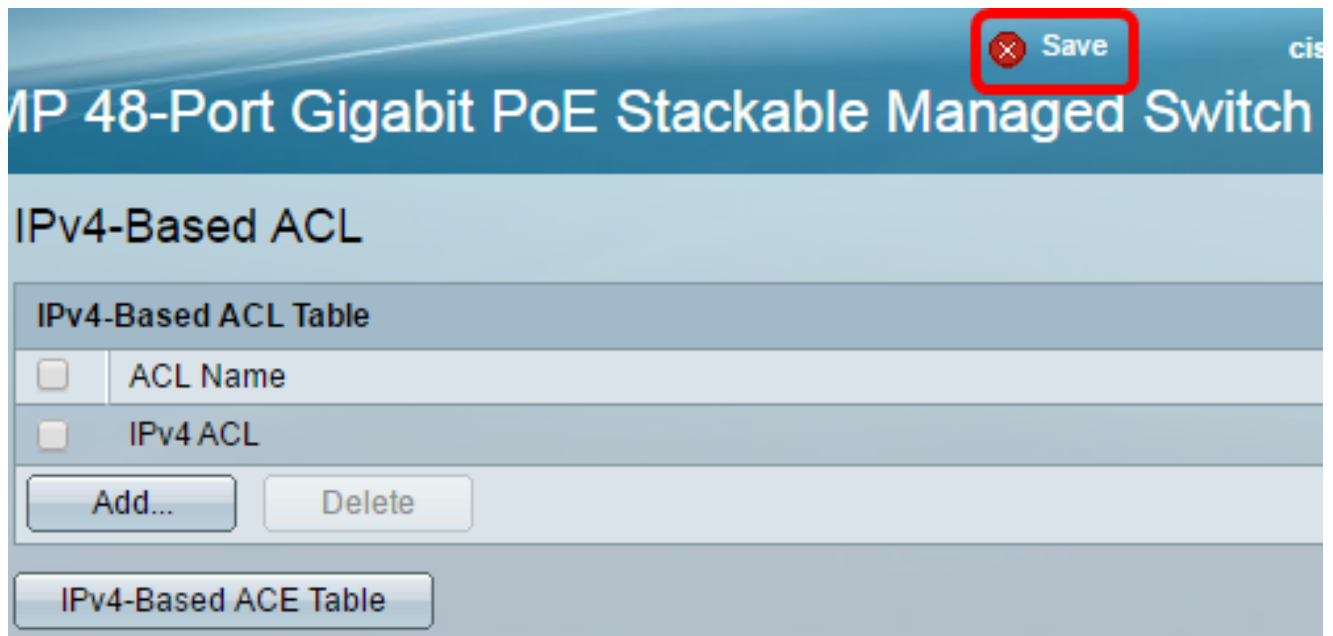 Save
cis
MP 48-Port Gigabit PoE Stackable Managed Switch
IPv4-Based ACL
IPv4-Based ACL Table
ACL Name
IPv4 ACL
Add... Delete
IPv4-Based ACE Table